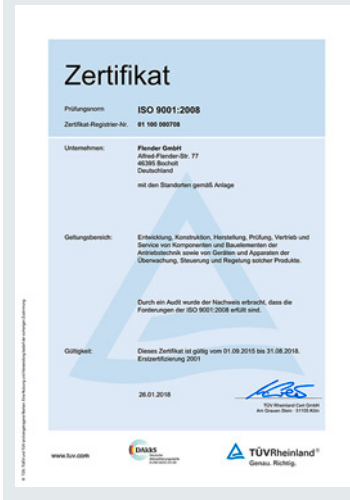 Zertifikat
Prüfungsnorm ISO 9001:2008
Zertifikat-Registrier-Nr. 01 100 000708
Unternehmen: Flender GmbH
Alfred-Flender-Str. 77
46395 Bocholt
Deutschland
mit den Standorten gemäß Anlage
Geltungsbereich: Entwicklung, Konstruktion, Herstellung, Prüfung, Vertrieb und
Service von Komponenten und Bauelementen der
Antriebstechnik sowie von Geräten und Apparaten der
Überwachung, Steuerung und Regelung solcher Produkte.
Durch ein Audit wurde der Nachweis erbracht, dass die
Forderungen der ISO 9001:2008 erfüllt sind.
Gültigkeit: Dieses Zertifikat ist gültig vom 01.09.2015 bis 31.08.2018.
Erstzertifizierung 2001
26.01.2018
TÜV Rheinland Cert GmbH
Am Grauen Stein · 51105 Köln
www.tuv.com
DAkkS
Deutsche
Akkreditierungsstelle
TÜVRheinland®
Genau. Richtig.